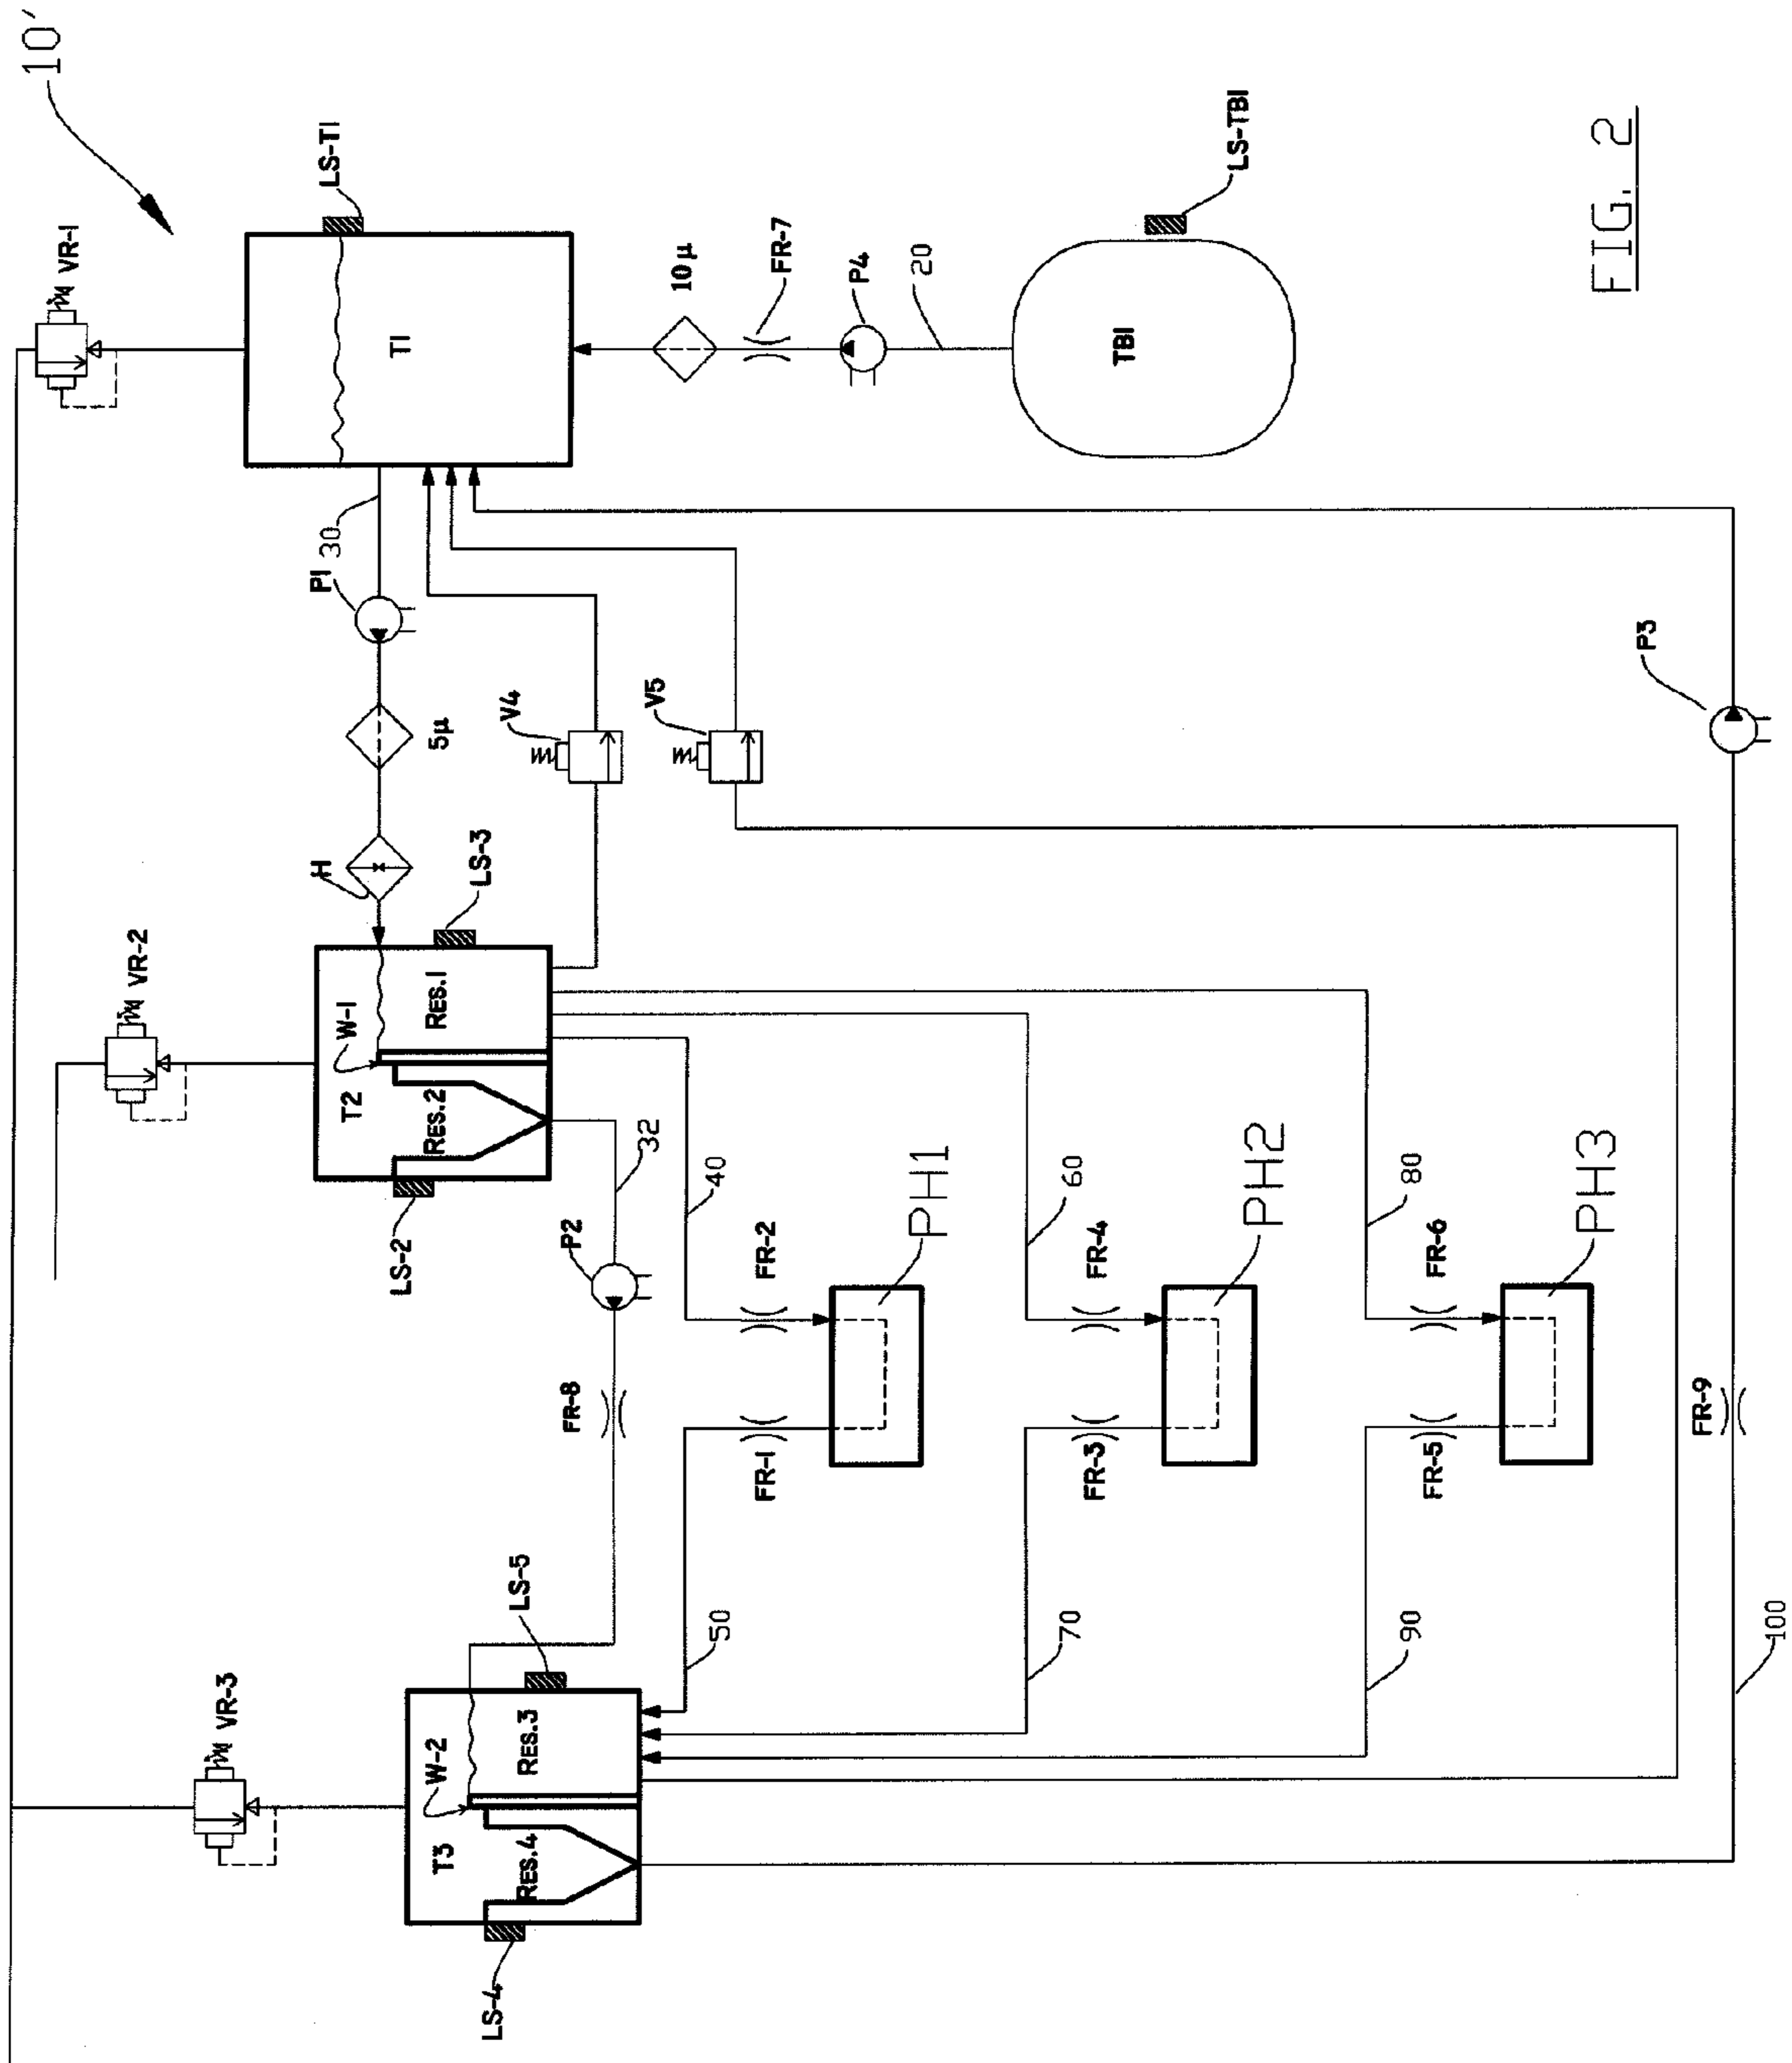 10′
VR-1
LS-T1
T1
30
P1
5μ
H
10μ
FR-7
P4
20
TB1
LS-TB1
FIG. 2
VR-2
W-1
T2
RES.1
RES.2
LS-3
LS-2
V4
V5
P3
32
P2
FR-8
40
FR-2
FR-1
PH1
50
60
FR-4
FR-3
PH2
70
80
FR-6
FR-5
PH3
90
VR-3
W-2
T3
RES.3
RES.4
LS-5
LS-4
FR-9
100